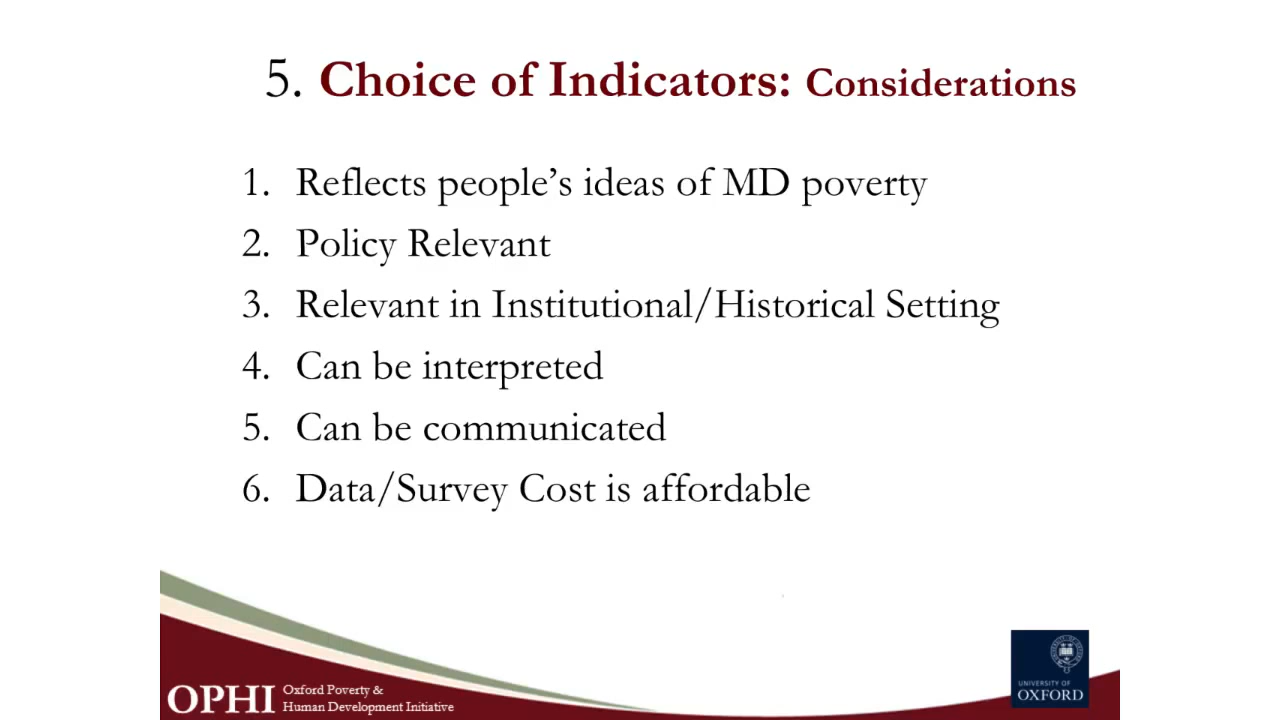 5. Choice of Indicators: Considerations
1. Reflects people’s ideas of MD poverty
2. Policy Relevant
3. Relevant in Institutional/Historical Setting
4. Can be interpreted
5. Can be communicated
6. Data/Survey Cost is affordable
OPHI
Oxford Poverty &
Human Development Initiative
UNIVERSITY OF
OXFORD